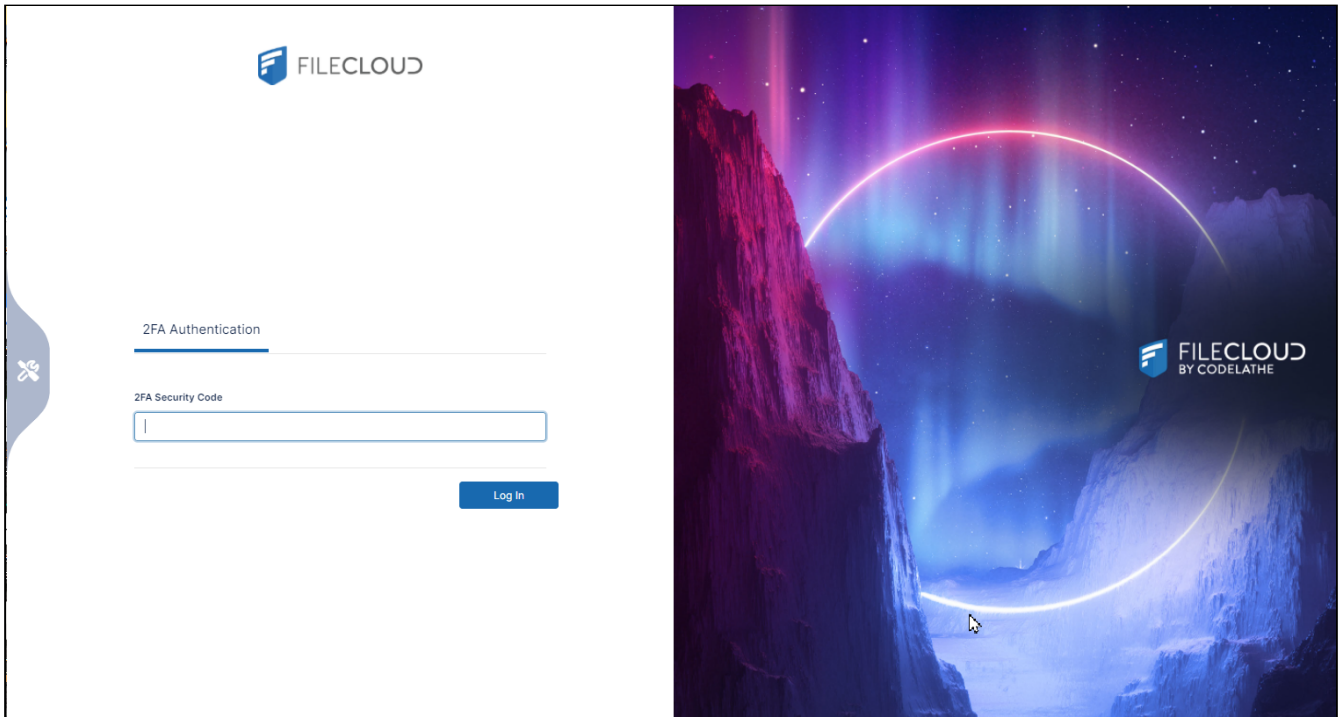 FILECLOUD
2FA Authentication
2FA Security Code
Log In
FILECLOUD
BY CODELATHE